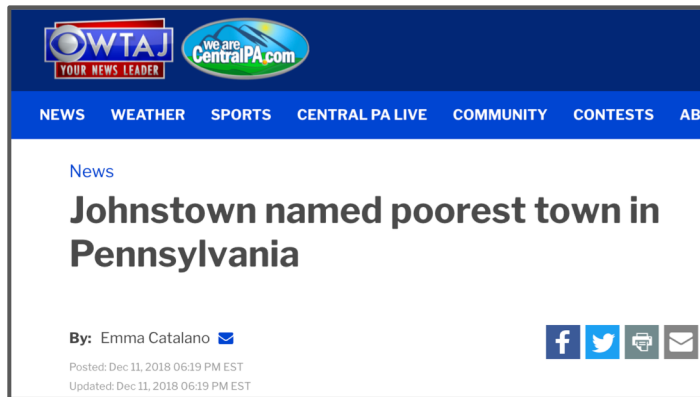 WTAJ
YOUR NEWS LEADER
we are
CentralPA.com
NEWS WEATHER SPORTS CENTRAL PA LIVE COMMUNITY CONTESTS AB
News
Johnstown named poorest town in
Pennsylvania
By: Emma Catalano
Posted: Dec 11, 2018 06:19 PM EST
Updated: Dec 11, 2018 06:19 PM EST